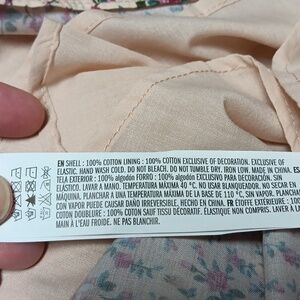 EN SHELL : 100% COTTON LINING : 100% COTTON EXCLUSIVE OF DECORATION. EXCLUSIVE OF
ELASTIC. HAND WASH COLD. DO NOT BLEACH. DO NOT TUMBLE DRY. IRON LOW. MADE IN CHINA. ES
TELA EXTERIOR : 100% algodón FORRO : 100% algodón EXCLUSIVO PARA DECORACIÓN. SIN
ELÁSTICO. LAVAR A MANO. TEMPERATURA MÁXIMA 40 °C. NO USAR BLANQUEADOR. NO SECAR EN
MÁQUINA. PLANCHAR A UNA TEMPERATURA MÁXIMA DE LA BASE DE 110 °C, SIN VAPOR. PLANCHAR
CON VAPOR PUEDE CAUSAR DAÑO IRREVERSIBLE. HECHO EN CHINA. FR ÉTOFFE EXTÉRIEURE : 100%
COTON DOUBLURE : 100% COTON SAUF TISSU DÉCORATIF. ÉLASTIQUE NON COMPRIS. LAVER À LA
MAIN À L'EAU FROIDE. NE PAS BLANCHIR.